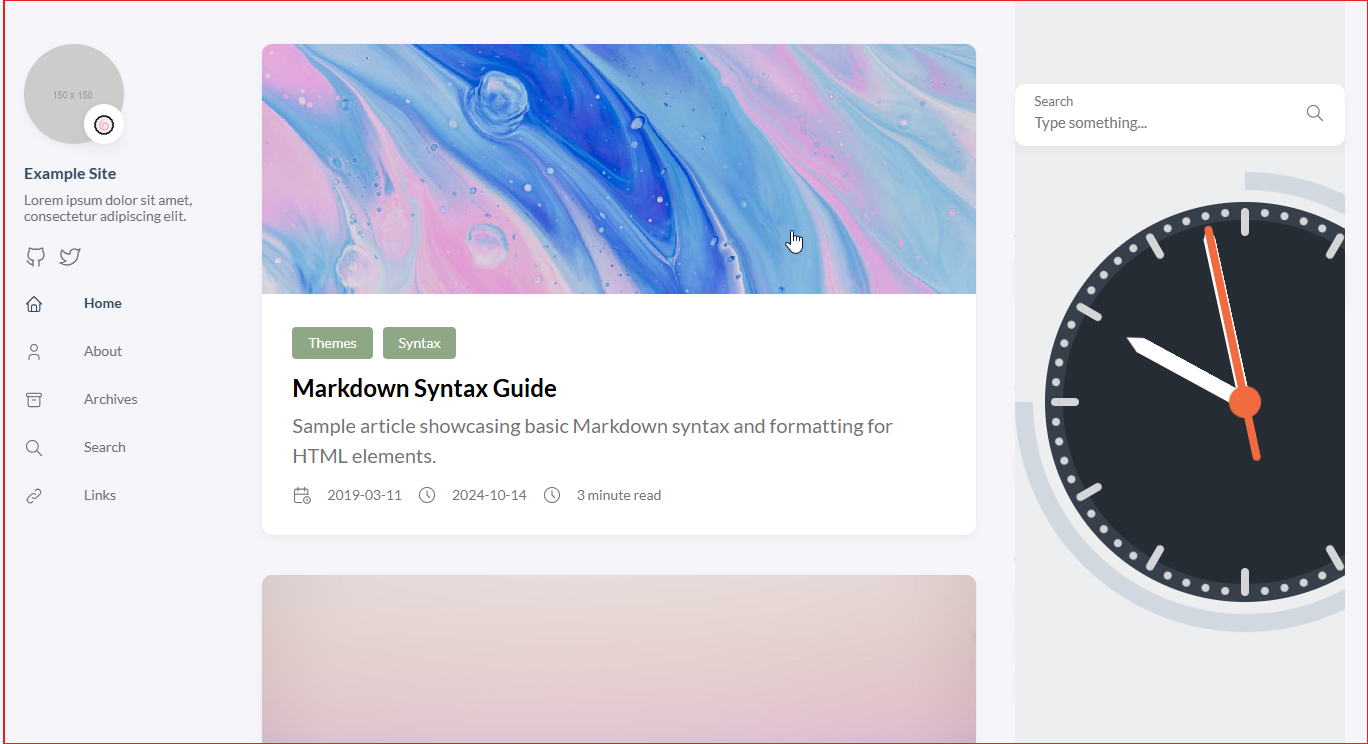 150 x 150
Example Site
Lorem ipsum dolor sit amet,
consectetur adipiscing elit.
Home
About
Archives
Search
Links
Themes
Syntax
Markdown Syntax Guide
Sample article showcasing basic Markdown syntax and formatting for
HTML elements.
2019-03-11
2024-10-14
3 minute read
Search
Type something...